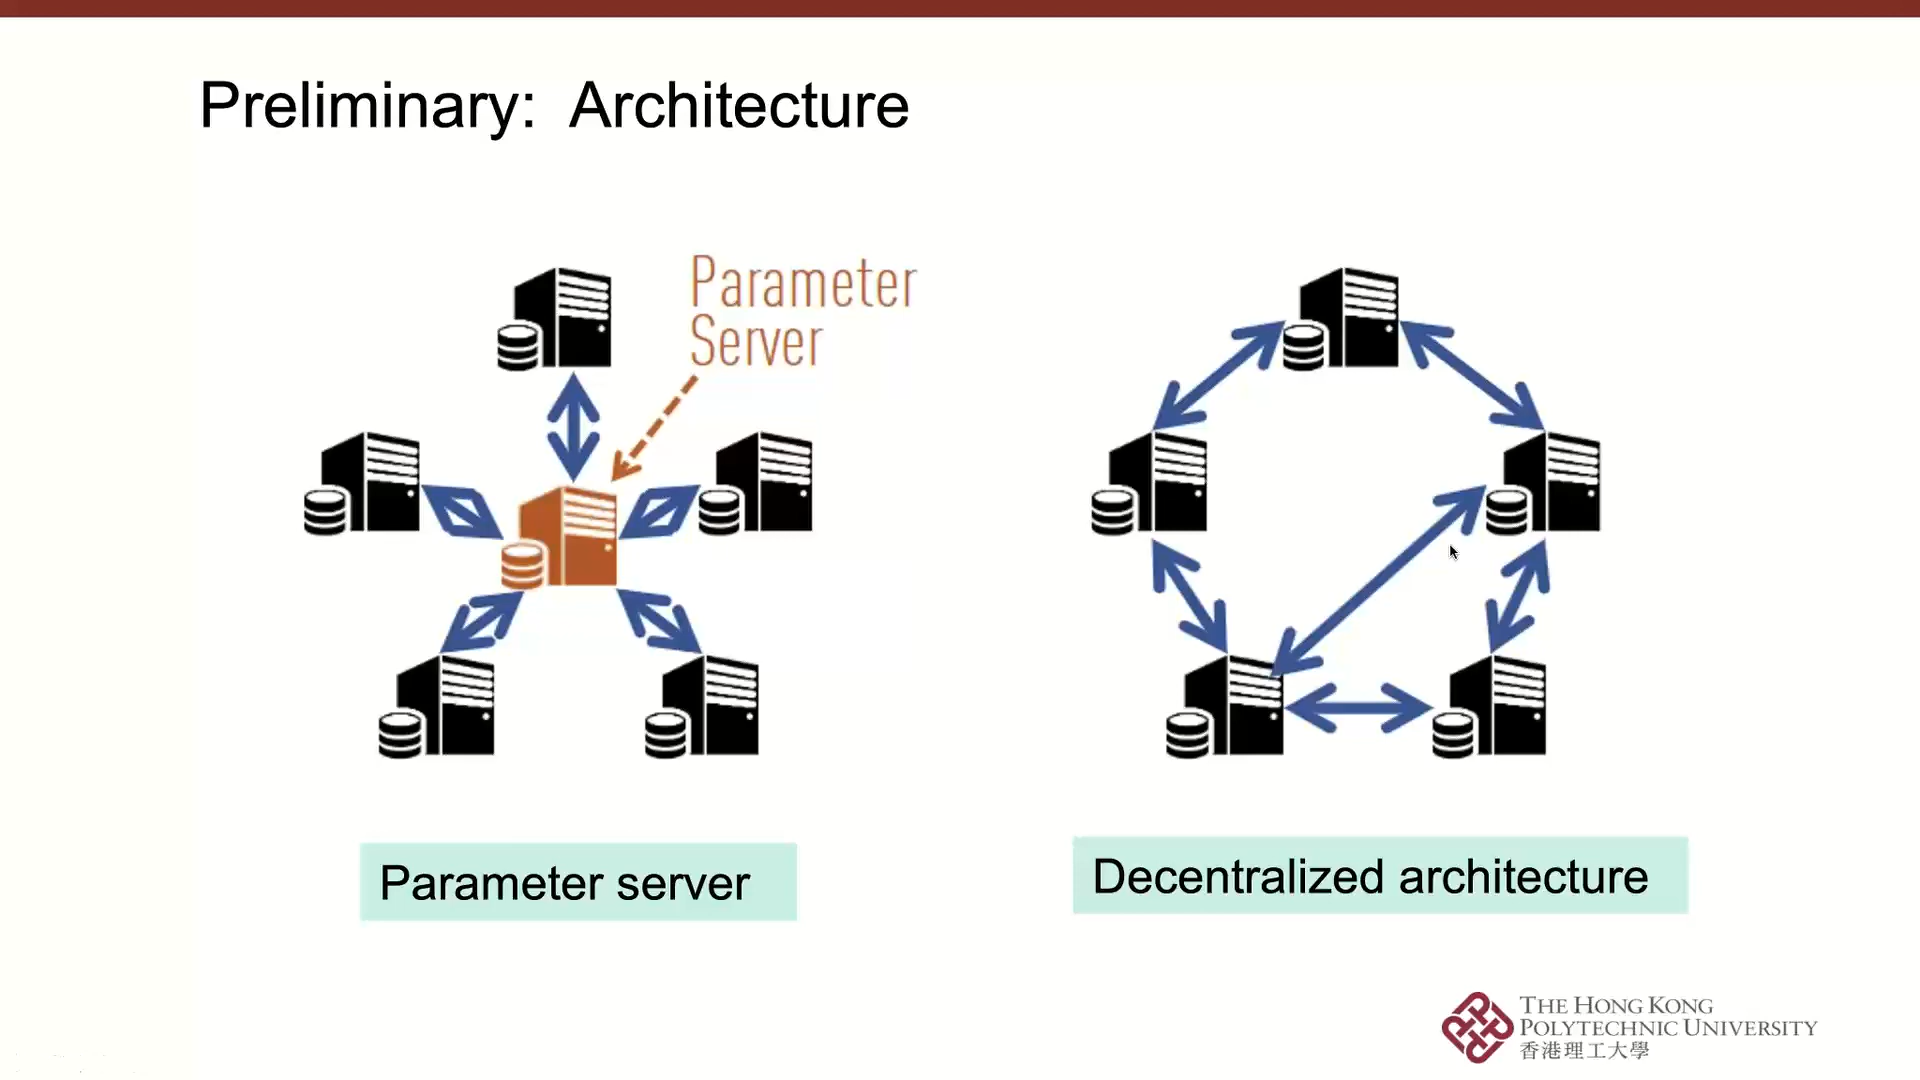 Preliminary: Architecture
Parameter
Server
Parameter server
Decentralized architecture
THE HONG KONG
POLYTECHNIC UNIVERSITY
香港理工大學